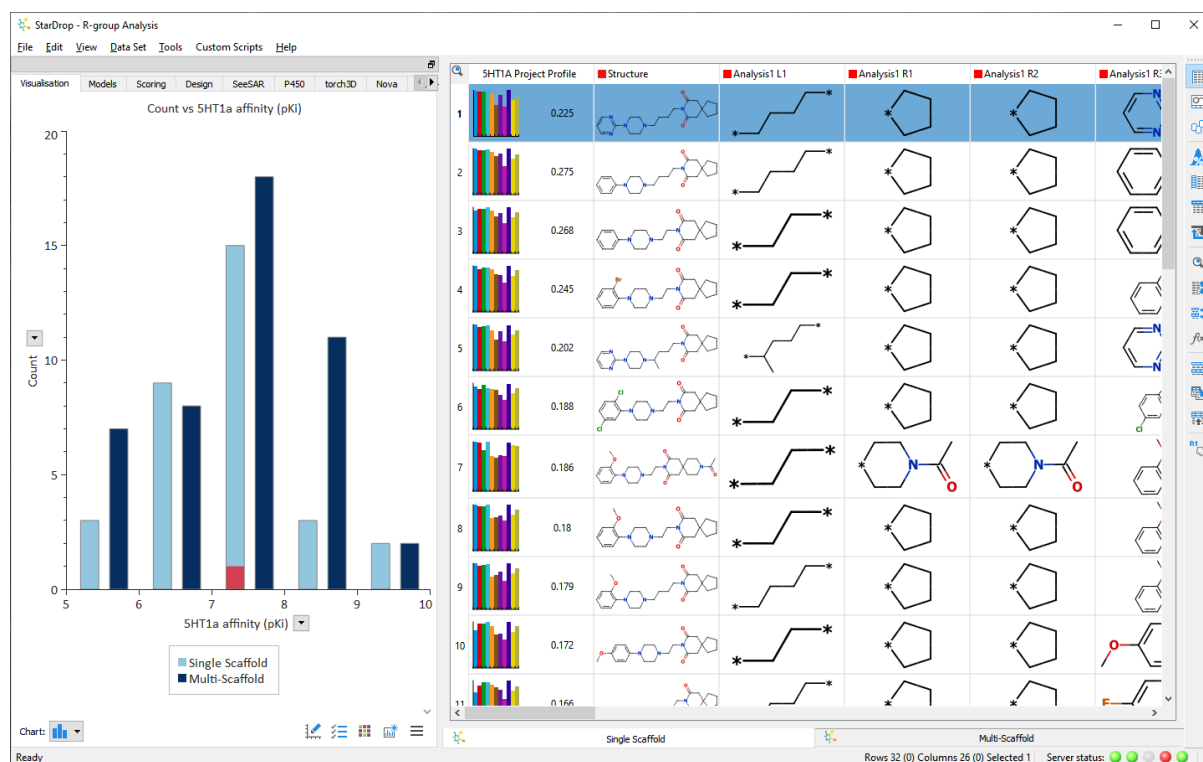 StarDrop - R-group Analysis
File Edit View Data Set Tools Custom Scripts Help
Visualisation Models Scoring Design SeeSAR P450 torch3D Nova
Count vs 5HT1a affinity (pKi)
20
15
10
5
0
Count
5 6 7 8 9 10
5HT1a affinity (pKi)
Single Scaffold
Multi-Scaffold
Chart:
5HT1A Project Profile Structure Analysis1 L1 Analysis1 R1 Analysis1 R2 Analysis1 R3
1 0.225
2 0.275
3 0.268
4 0.245
5 0.202
6 0.188
7 0.186
8 0.18
9 0.179
10 0.172
11 0.166
Single Scaffold Multi-Scaffold
Ready
Rows 32 (0) Columns 26 (0) Selected 1 Server status: